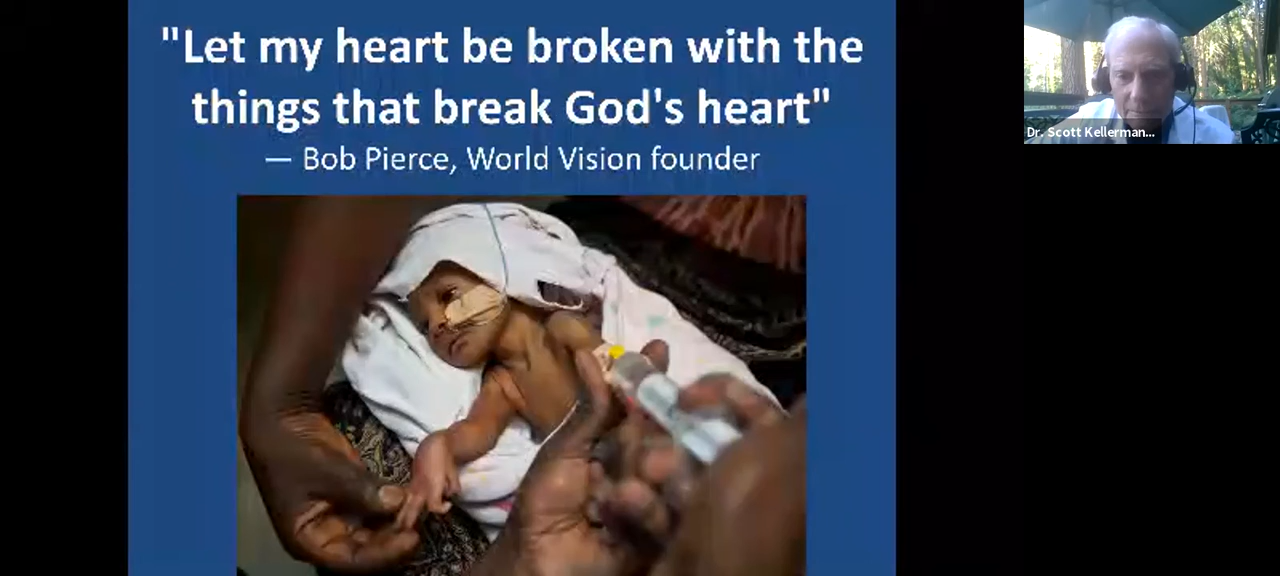 "Let my heart be broken with the
things that break God's heart"
— Bob Pierce, World Vision founder
Dr. Scott Kellerman...